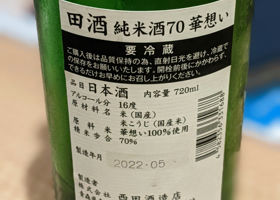 田酒 純米酒70 華想い
要冷蔵
ご購入後は品質保持の為、直射日光を避け、冷蔵で
の保存をお願いいたします。開栓前後にかかわらず、
できるだけお早めにお召し上がりください。
品目 日本酒 内容量 720ml
アルコール分 16度
原材料名 米(国産)
米こうじ(国産米)
原料米 華想い100%使用
精米歩合 70%
製造年月 2022-05
製造者
株式会社 西田酒造店